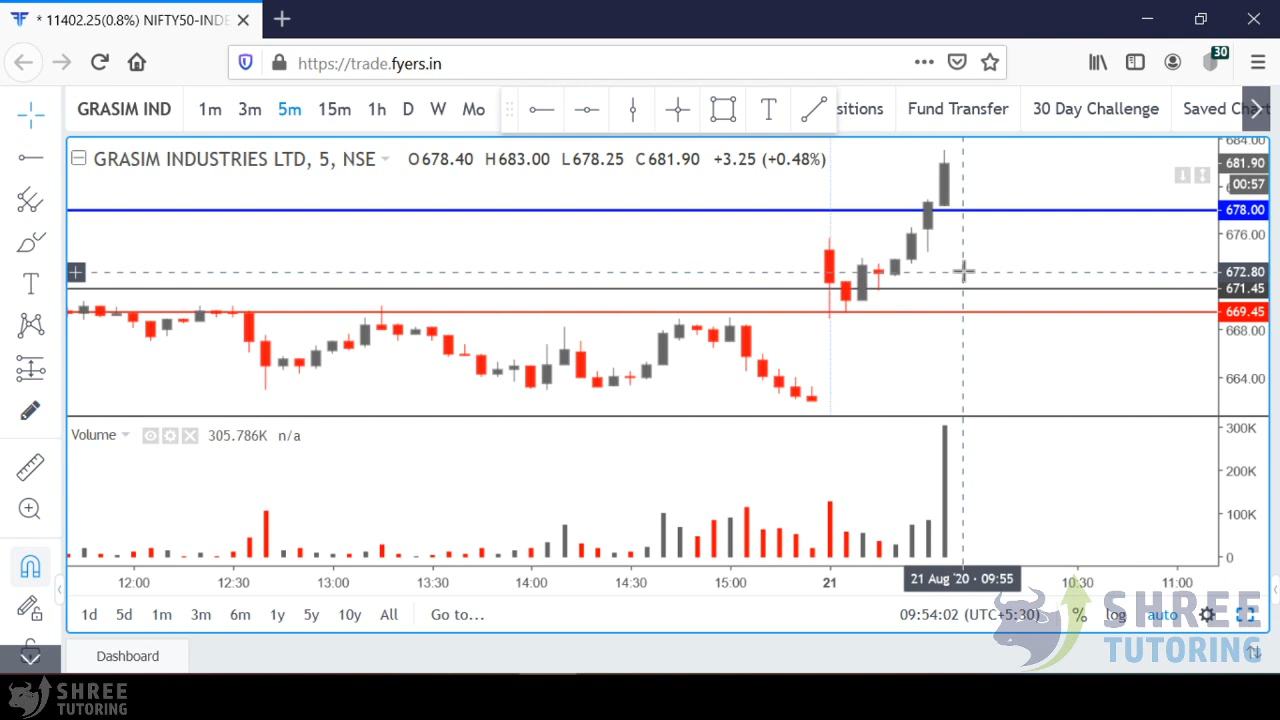 * 11402.25(0.8%) NIFTY50-INDE
https://trade.fyers.in
30
GRASIM IND 1m 3m 5m 15m 1h D W Mo T sitions Fund Transfer 30 Day Challenge Saved Chart
GRASIM INDUSTRIES LTD, 5, NSE O678.40 H683.00 L678.25 C681.90 +3.25 (+0.48%)
684.00
681.90
00:57
678.00
676.00
672.80
671.45
669.45
668.00
664.00
Volume 305.786K n/a
300K
200K
100K
0
12:00 12:30 13:00 13:30 14:00 14:30 15:00 21 21 Aug '20 · 09:55 10:30 11:00
1d 5d 1m 3m 6m 1y 5y 10y All Go to... 09:54:02 (UTC+5:30) % log auto
SHREE
TUTORING
Dashboard
SHREE
TUTORING